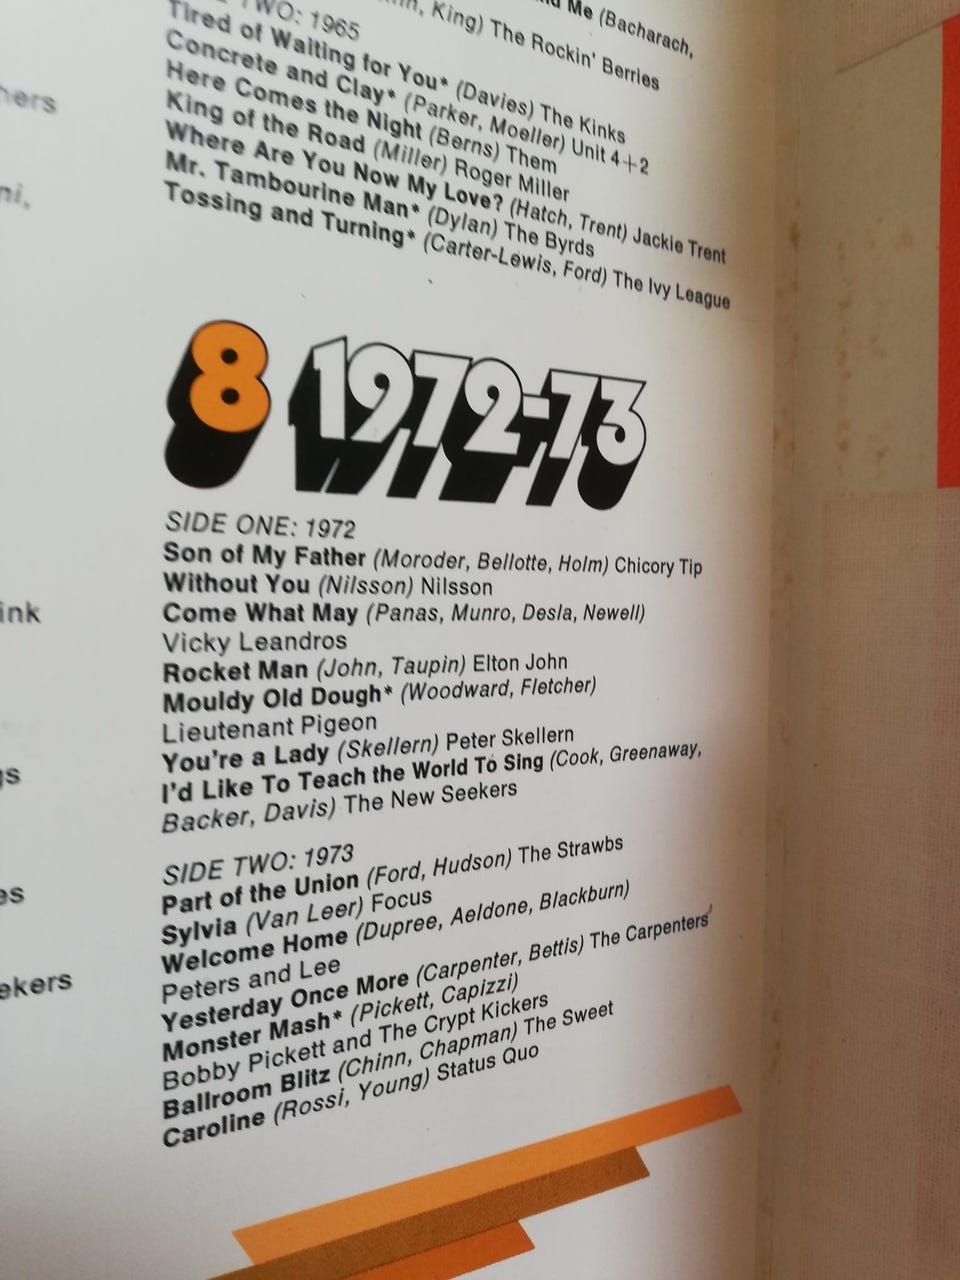 Me (Bacharach,
King) The Rockin' Berries
TWO: 1965
Tired of Waiting for You* (Davies) The Kinks
Concrete and Clay* (Parker, Moeller) Unit 4+2
Here Comes the Night (Berns) Them
King of the Road (Miller) Roger Miller
Where Are You Now My Love? (Hatch, Trent) Jackie Trent
Mr. Tambourine Man* (Dylan) The Byrds
Tossing and Turning* (Carter-Lewis, Ford) The Ivy League
8 1972-73
SIDE ONE: 1972
Son of My Father (Moroder, Bellotte, Holm) Chicory Tip
Without You (Nilsson) Nilsson
Come What May (Panas, Munro, Desla, Newell)
Vicky Leandros
Rocket Man (John, Taupin) Elton John
Mouldy Old Dough* (Woodward, Fletcher)
Lieutenant Pigeon
You're a Lady (Skellern) Peter Skellern
I'd Like To Teach the World To Sing (Cook, Greenaway,
Backer, Davis) The New Seekers
SIDE TWO: 1973
Part of the Union (Ford, Hudson) The Strawbs
Sylvia (Van Leer) Focus
Welcome Home (Dupree, Aeldone, Blackburn)
Peters and Lee
Yesterday Once More (Carpenter, Bettis) The Carpenters
Monster Mash* (Pickett, Capizzi)
Bobby Pickett and The Crypt Kickers
Ballroom Blitz (Chinn, Chapman) The Sweet
Caroline (Rossi, Young) Status Quo